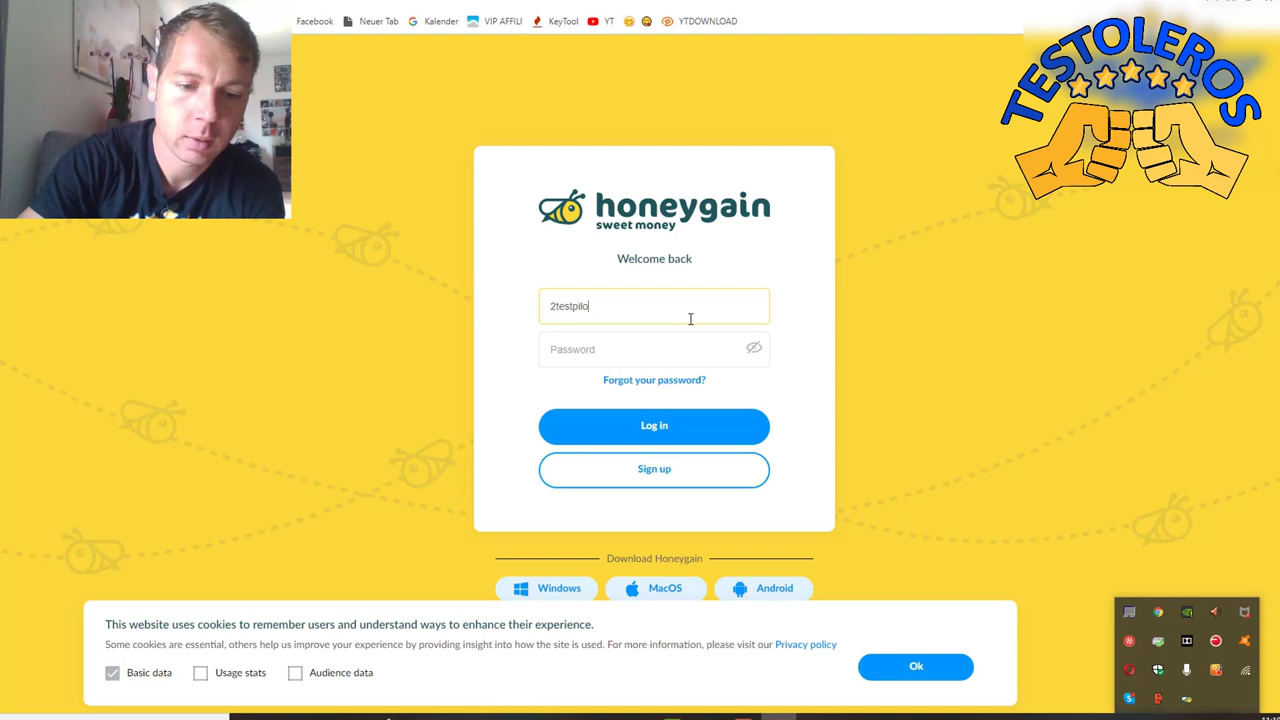 Facebook Neuer Tab Kalender VIP AFFILI KeyTool YT YTDOWNLOAD
TESTOLEROS
honeygain
sweet money
Welcome back
2testpilo
Password
Forgot your password?
Log in
Sign up
Download Honeygain
Windows MacOS Android
This website uses cookies to remember users and understand ways to enhance their experience.
Some cookies are essential, others help us improve your experience by providing insight into how the site is used. For more information, please visit our Privacy policy
Basic data Usage stats Audience data
Ok